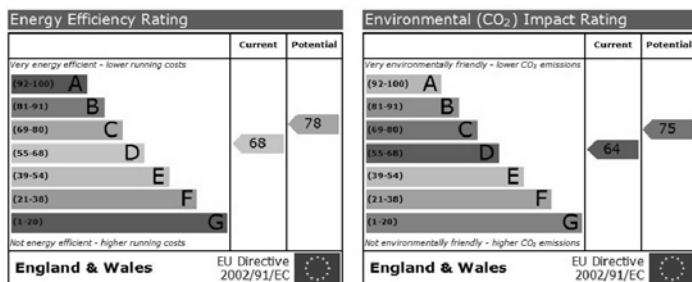 Energy Efficiency Rating
Current Potential
Very energy efficient - lower running costs
(92-100) A
(81-91) B
(69-80) C
(55-68) D
(39-54) E
(21-38) F
(1-20) G
68
78
Not energy efficient - higher running costs
England & Wales
EU Directive
2002/91/EC
Environmental (CO₂) Impact Rating
Current Potential
Very environmentally friendly - lower CO₂ emissions
(92-100) A
(81-91) B
(69-80) C
(55-68) D
(39-54) E
(21-38) F
(1-20) G
64
75
Not environmentally friendly - higher CO₂ emissions
England & Wales
EU Directive
2002/91/EC